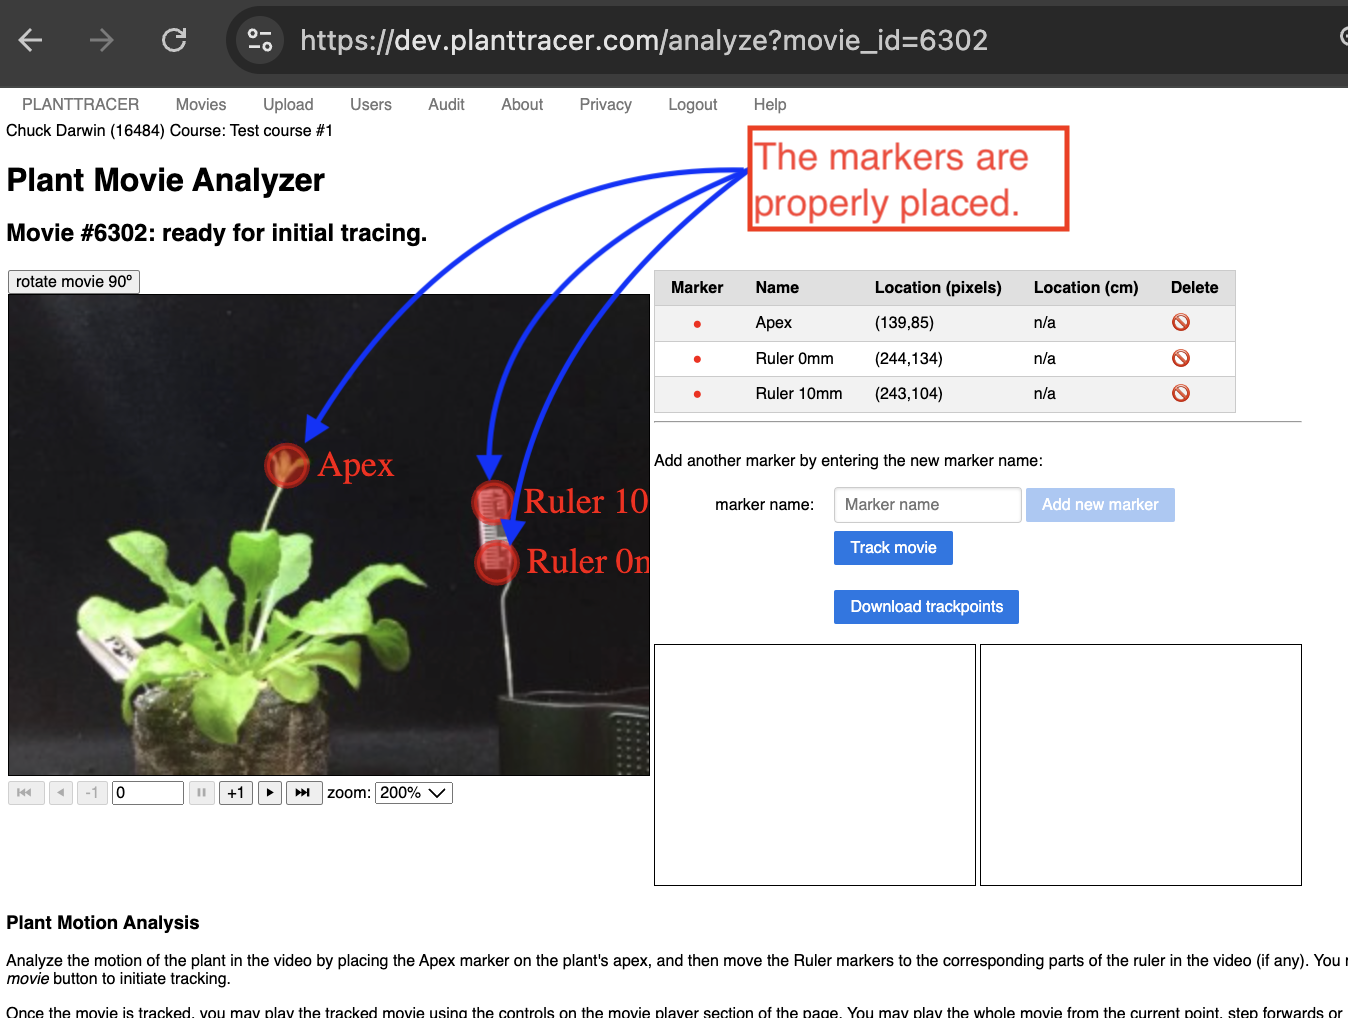 https://dev.planttracer.com/analyze?movie_id=6302
PLANTTRACER Movies Upload Users Audit About Privacy Logout Help
Chuck Darwin (16484) Course: Test course #1
The markers are
properly placed.
Plant Movie Analyzer
Movie #6302: ready for initial tracing.
rotate movie 90º
Apex
Ruler 10
Ruler 0m
-1 0 +1 zoom: 200%
Marker Name Location (pixels) Location (cm) Delete
Apex (139,85) n/a
Ruler 0mm (244,134) n/a
Ruler 10mm (243,104) n/a
Add another marker by entering the new marker name:
marker name: Marker name Add new marker
Track movie
Download trackpoints
Plant Motion Analysis
Analyze the motion of the plant in the video by placing the Apex marker on the plant's apex, and then move the Ruler markers to the corresponding parts of the ruler in the video (if any). You
movie button to initiate tracking.
Once the movie is tracked, you may play the tracked movie using the controls on the movie player section of the page. You may play the whole movie from the current point, step forwards or